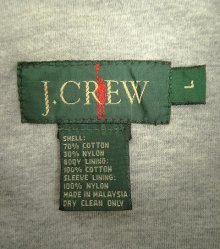 J.CREW
L
SHELL:
70% COTTON
30% NYLON
BODY LINING:
100% COTTON
SLEEVE LINING:
100% NYLON
MADE IN MALAYSIA
DRY CLEAN ONLY